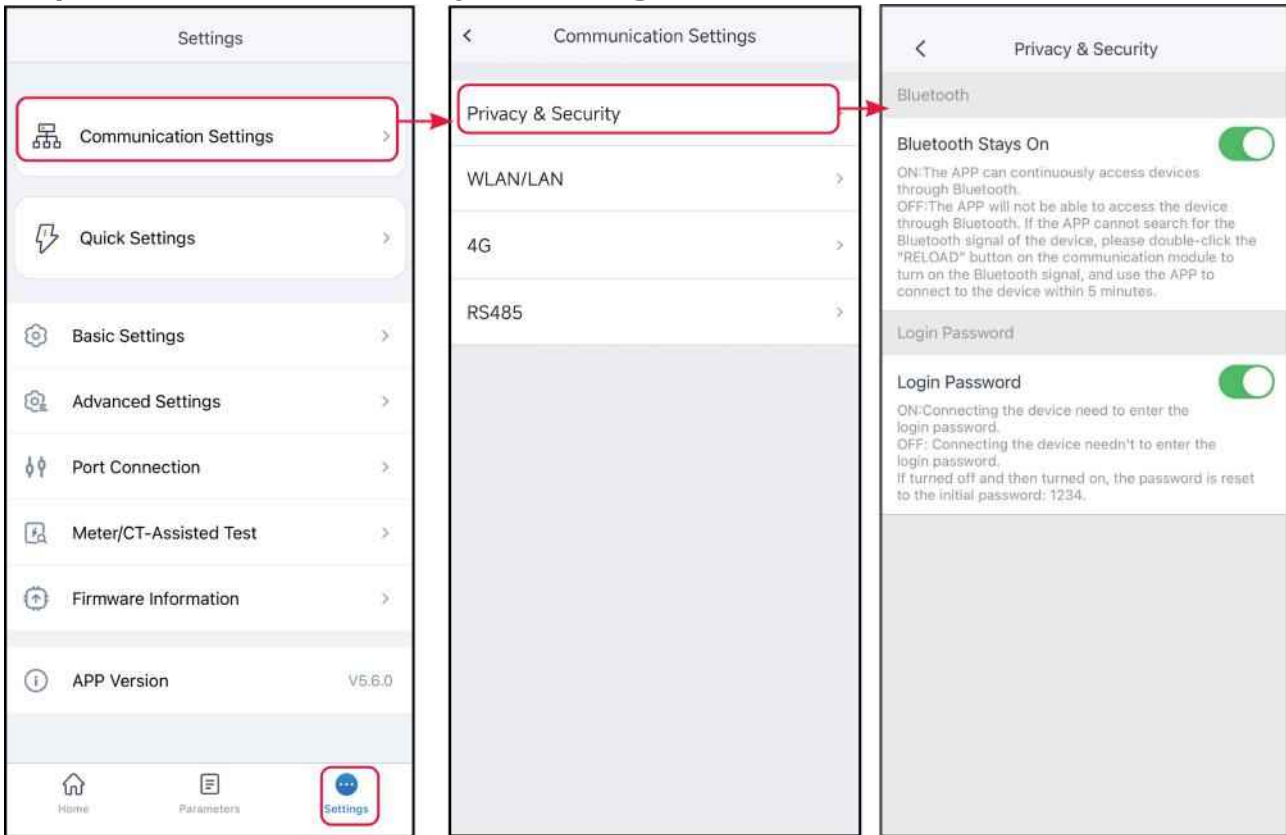 Settings
Communication Settings
Quick Settings
Basic Settings
Advanced Settings
Port Connection
Meter/CT-Assisted Test
Firmware Information
APP Version V5.6.0
Home Parameters Settings
Communication Settings
Privacy & Security
WLAN/LAN
4G
RS485
Privacy & Security
Bluetooth
Bluetooth Stays On
ON:The APP can continuously access devices
through Bluetooth.
OFF:The APP will not be able to access the device
through Bluetooth. If the APP cannot search for the
Bluetooth signal of the device, please double-click the
"RELOAD" button on the communication module to
turn on the Bluetooth signal, and use the APP to
connect to the device within 5 minutes.
Login Password
Login Password
ON:Connecting the device need to enter the
login password.
OFF: Connecting the device needn't to enter the
login password.
If turned off and then turned on, the password is reset
to the initial password: 1234.